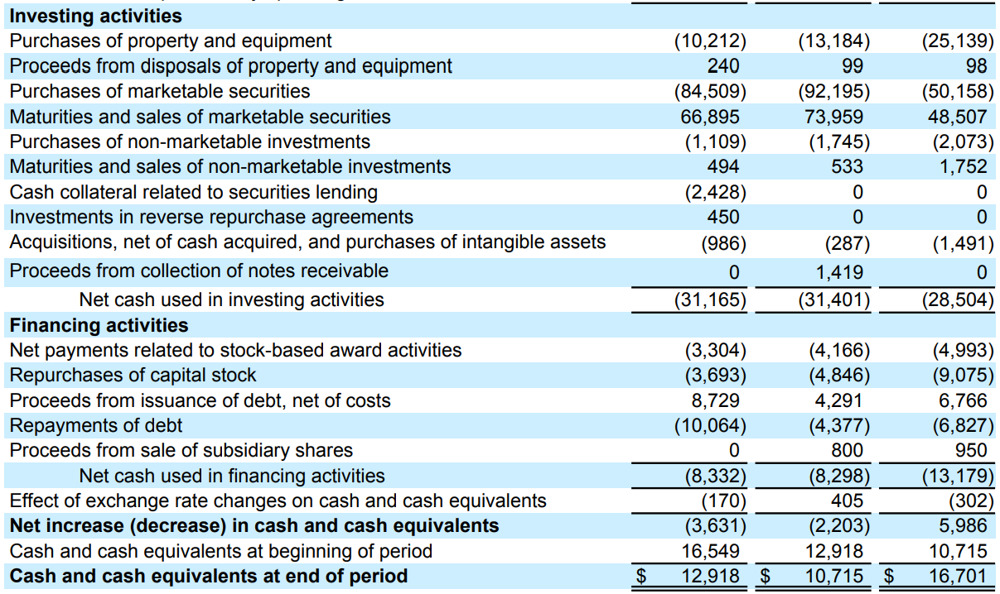 Investing activities
Purchases of property and equipment (10,212) (13,184) (25,139)
Proceeds from disposals of property and equipment 240 99 98
Purchases of marketable securities (84,509) (92,195) (50,158)
Maturities and sales of marketable securities 66,895 73,959 48,507
Purchases of non-marketable investments (1,109) (1,745) (2,073)
Maturities and sales of non-marketable investments 494 533 1,752
Cash collateral related to securities lending (2,428) 0 0
Investments in reverse repurchase agreements 450 0 0
Acquisitions, net of cash acquired, and purchases of intangible assets (986) (287) (1,491)
Proceeds from collection of notes receivable 0 1,419 0
Net cash used in investing activities (31,165) (31,401) (28,504)
Financing activities
Net payments related to stock-based award activities (3,304) (4,166) (4,993)
Repurchases of capital stock (3,693) (4,846) (9,075)
Proceeds from issuance of debt, net of costs 8,729 4,291 6,766
Repayments of debt (10,064) (4,377) (6,827)
Proceeds from sale of subsidiary shares 0 800 950
Net cash used in financing activities (8,332) (8,298) (13,179)
Effect of exchange rate changes on cash and cash equivalents (170) 405 (302)
Net increase (decrease) in cash and cash equivalents (3,631) (2,203) 5,986
Cash and cash equivalents at beginning of period 16,549 12,918 10,715
Cash and cash equivalents at end of period $ 12,918 $ 10,715 $ 16,701